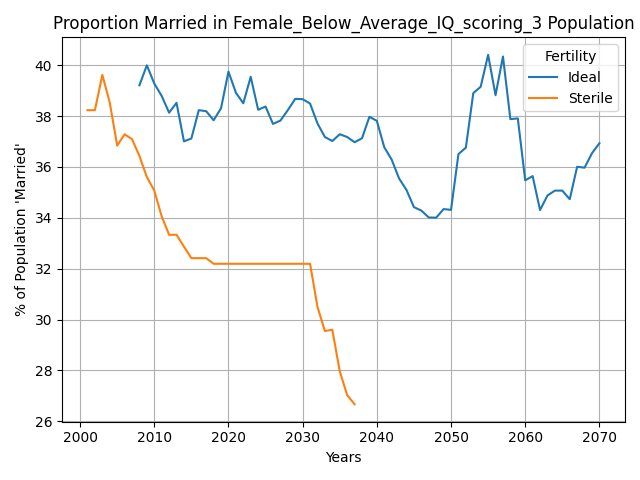 Proportion Married in Female_Below_Average_IQ_scoring_3 Population
Fertility
Ideal
Sterile
% of Population 'Married'
40
38
36
34
32
30
28
26
2000 2010 2020 2030 2040 2050 2060 2070
Years